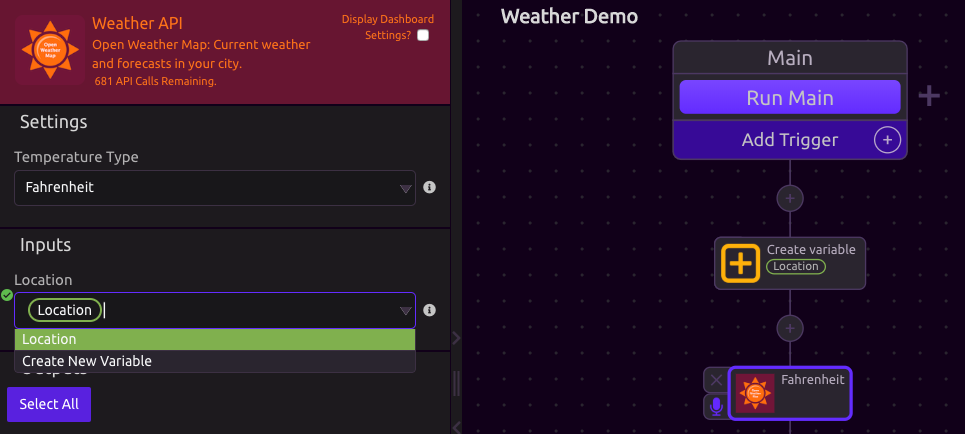 Weather API
Open Weather Map: Current weather
and forecasts in your city.
681 API Calls Remaining.
Display Dashboard
Settings?
Open
Weather
Map
Settings
Temperature Type
Fahrenheit
Inputs
Location
Location
Location
Create New Variable
Select All
Weather Demo
Main
Run Main
Add Trigger
Create variable
Location
Fahrenheit